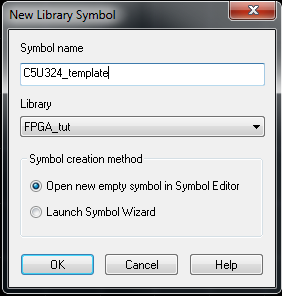 New Library Symbol
Symbol name
C5U324_template
Library
FPGA_tut
Symbol creation method
Open new empty symbol in Symbol Editor
Launch Symbol Wizard
OK Cancel Help